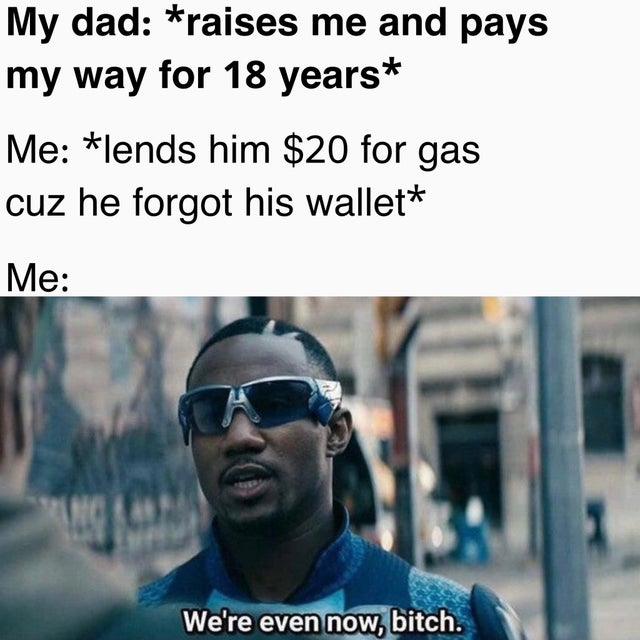 My dad: *raises me and pays
my way for 18 years*
Me: *lends him $20 for gas
cuz he forgot his wallet*
Me:
We're even now, bitch.